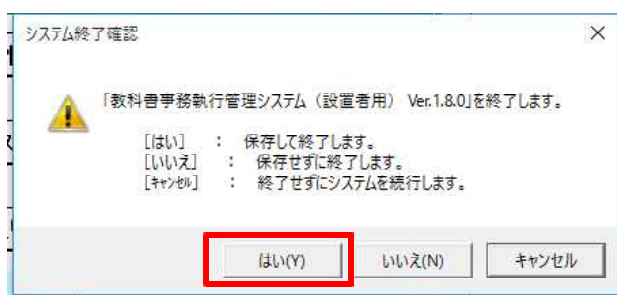 システム終了確認
「教科書事務執行管理システム（設置者用） Ver.1.8.0」を終了します。
［はい］ ： 保存して終了します。
［いいえ］ ： 保存せずに終了します。
［ｷｬﾝｾﾙ］ ： 終了せずにシステムを続行します。
はい(Y) いいえ(N) キャンセル